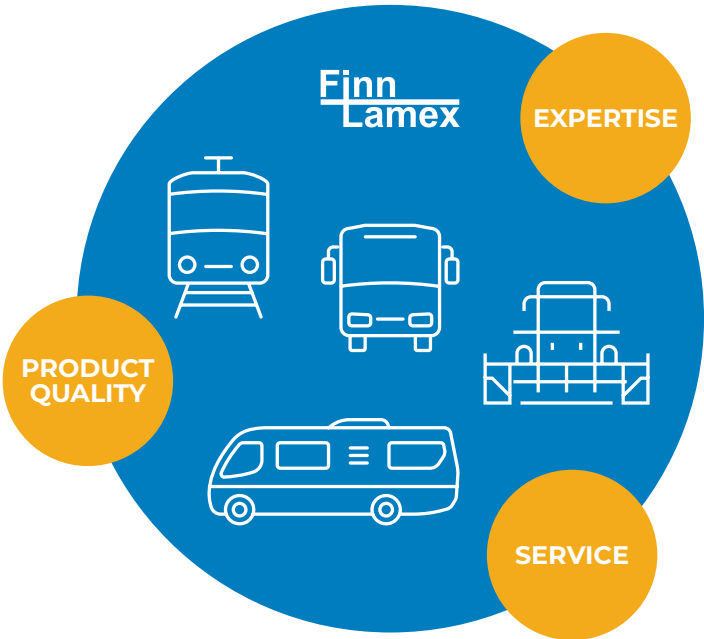 Finn
Lamex
EXPERTISE
PRODUCT
QUALITY
SERVICE